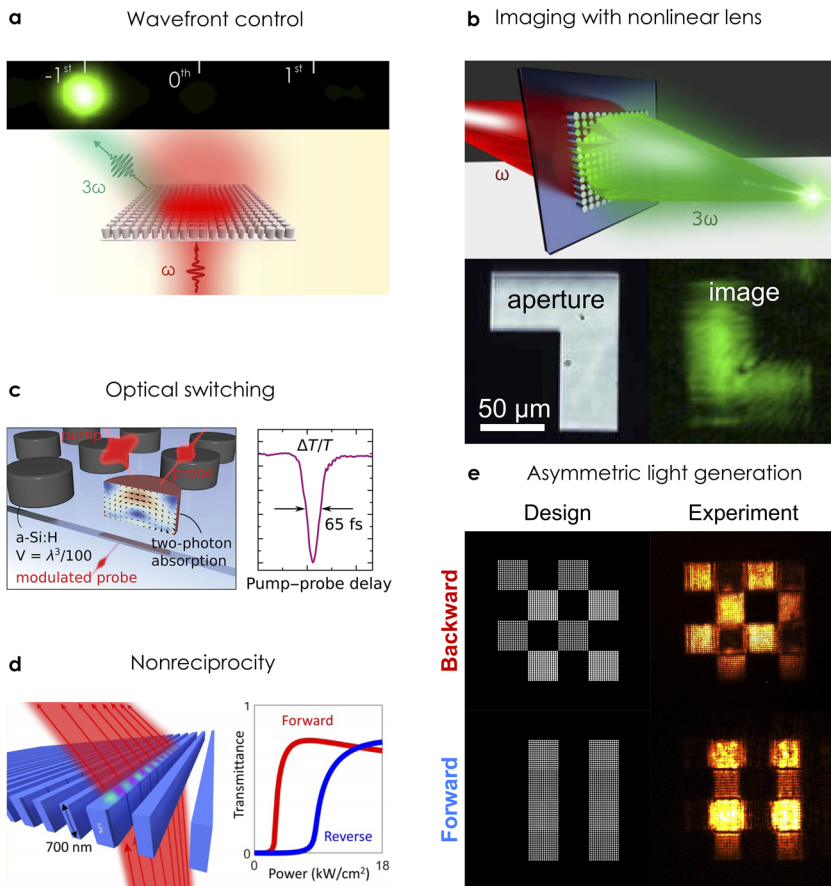 a
Wavefront control
-1st
0th
1st
3ω
ω
b
Imaging with nonlinear lens
ω
3ω
aperture
image
50 μm
c
Optical switching
pump
probe
a-Si:H
V = λ³/100
two-photon
absorption
modulated probe
ΔT/T
65 fs
Pump–probe delay
d
Nonreciprocity
700 nm
1
Forward
Transmittance
Reverse
0
0
Power (kW/cm²)
18
e
Asymmetric light generation
Design
Experiment
Backward
Forward